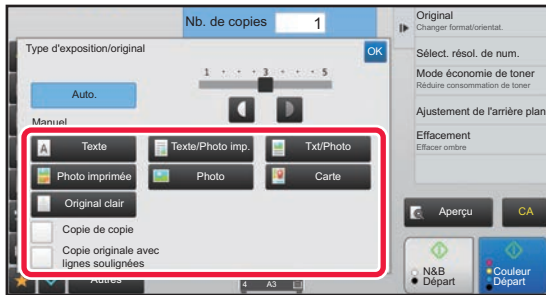 Nb. de copies 1
Type d'exposition/original
OK
1 3 5
Auto.
Manuel
A Texte
Texte/Photo imp.
Txt/Photo
Photo imprimée
Photo
Carte
Original clair
Copie de copie
Copie originale avec
lignes soulignées
Autres
4 A3
Original
Changer format/orientat.
Sélect. résol. de num.
Mode économie de toner
Réduire consommation de toner
Ajustement de l'arrière plan
Effacement
Effacer ombre
Aperçu
CA
N&B
Départ
Couleur
Départ